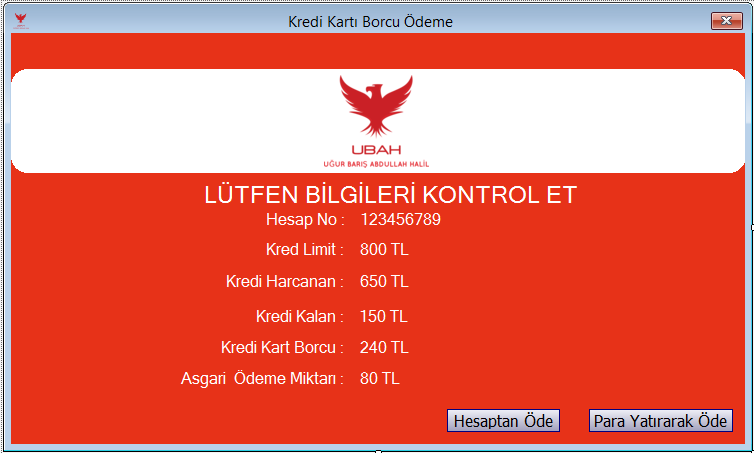 Kredi Kartı Borcu Ödeme
UBAH
UĞUR BARIŞ ABDULLAH HALİL
LÜTFEN BİLGİLERİ KONTROL ET
Hesap No : 123456789
Kred Limit : 800 TL
Kredi Harcanan : 650 TL
Kredi Kalan : 150 TL
Kredi Kart Borcu : 240 TL
Asgari Ödeme Miktarı : 80 TL
Hesaptan Öde Para Yatırarak Öde